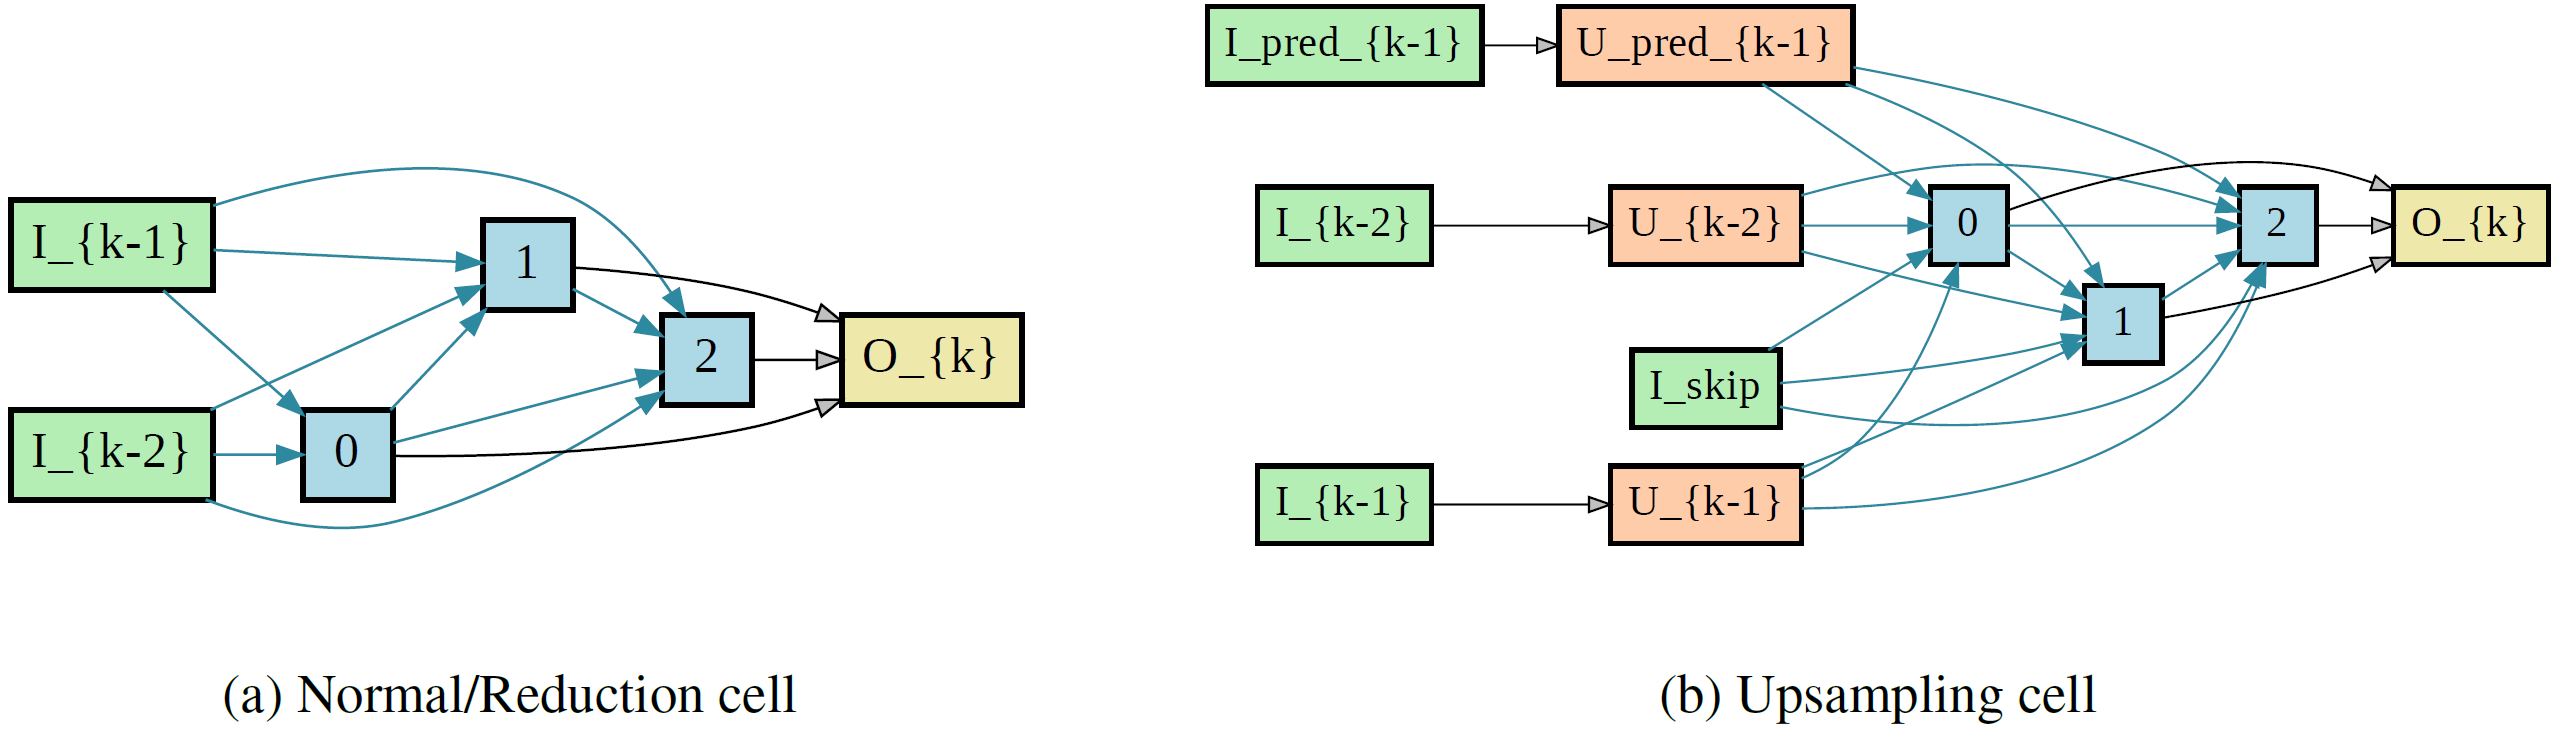 I_{k-1}
I_{k-2}
0
1
2
O_{k}
(a) Normal/Reduction cell
I_pred_{k-1}
U_pred_{k-1}
I_{k-2}
U_{k-2}
0
2
O_{k}
1
I_skip
I_{k-1}
U_{k-1}
(b) Upsampling cell